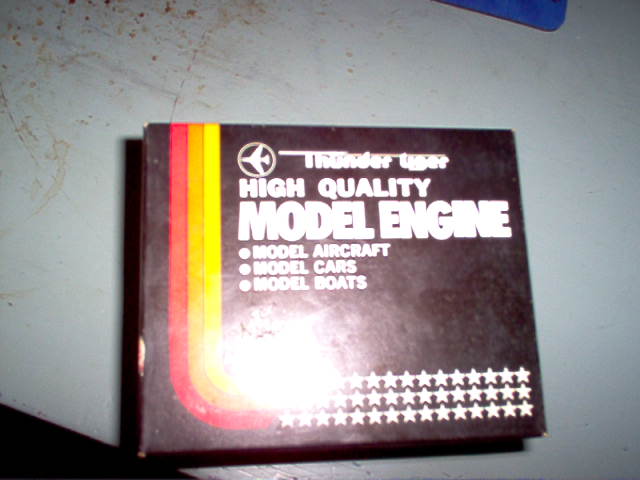 Thunder tiger
HIGH QUALITY
MODEL ENGINE
MODEL AIRCRAFT
MODEL CARS
MODEL BOATS